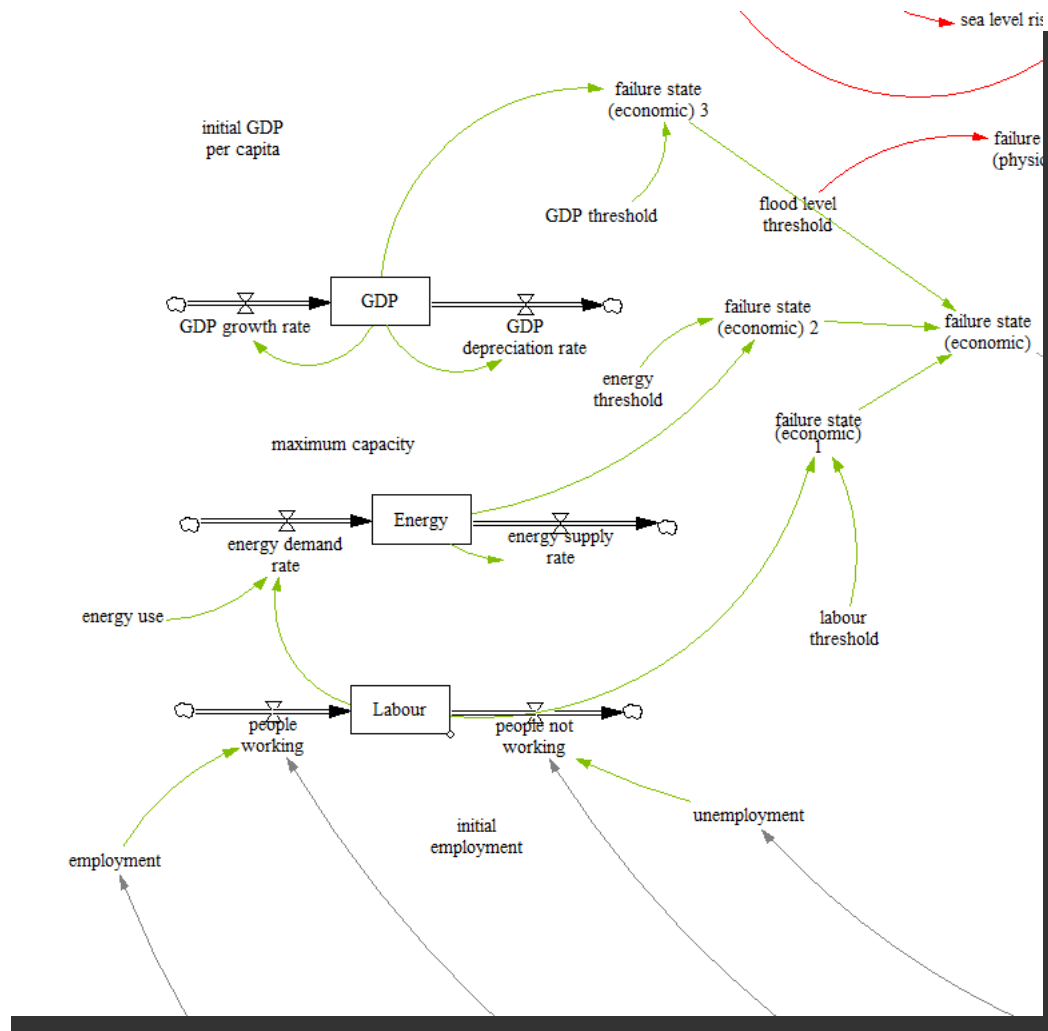 sea level ris
failure state
(economic) 3
initial GDP
per capita
failure
(physic
flood level
threshold
GDP threshold
GDP
GDP growth rate
GDP
depreciation rate
failure state
(economic) 2
failure state
(economic)
energy
threshold
failure state
(economic)
1
maximum capacity
Energy
energy demand
rate
energy supply
rate
energy use
labour
threshold
Labour
people
working
people not
working
unemployment
initial
employment
employment